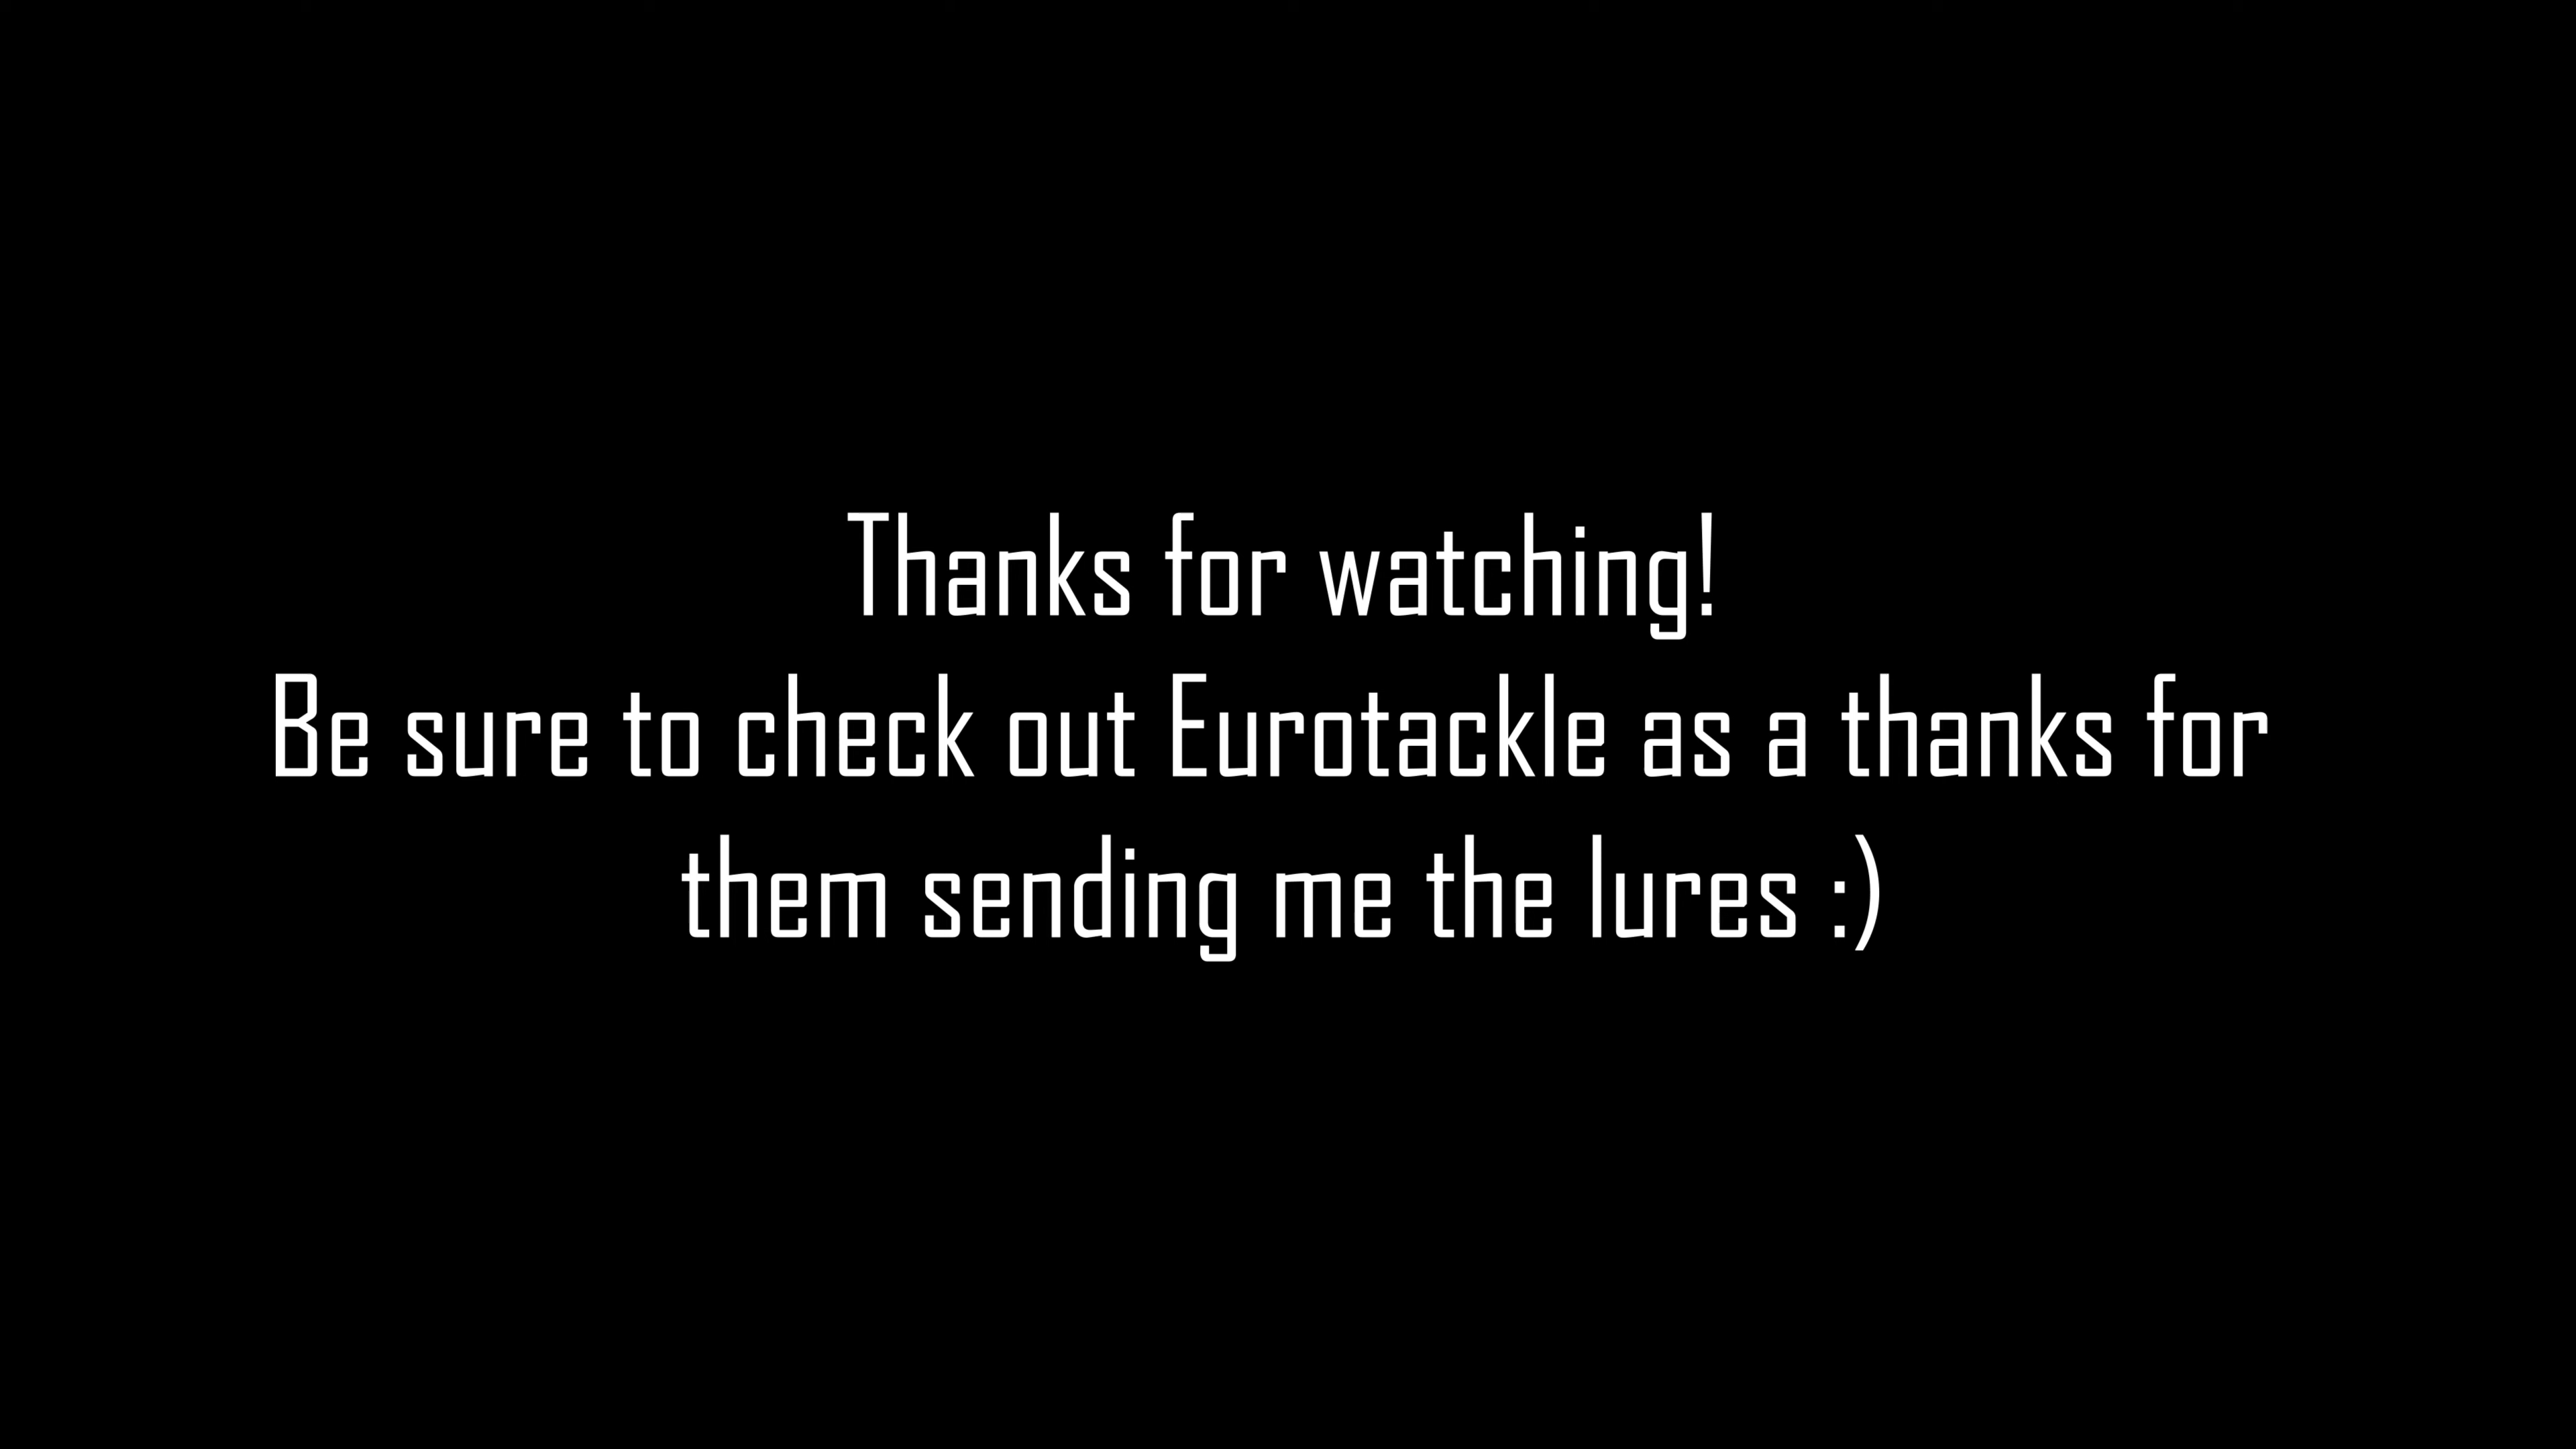 Thanks for watching!
Be sure to check out Eurotackle as a thanks for
them sending me the lures :)